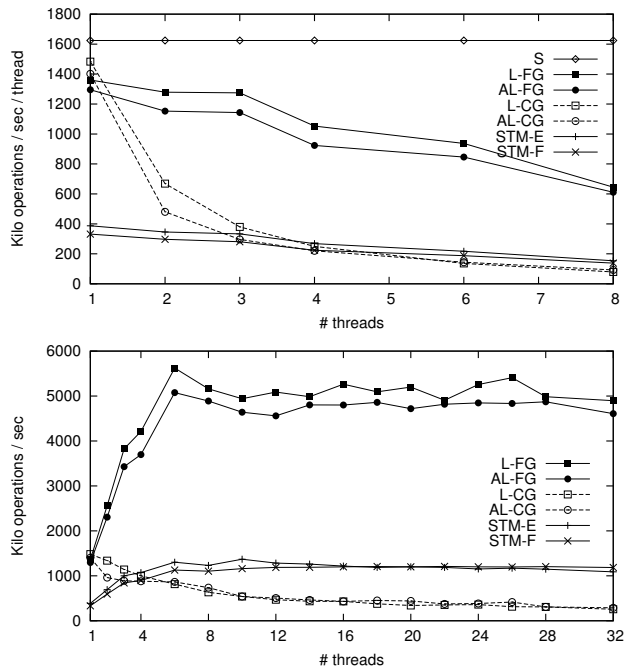 1800
1600
1400
1200
1000
800
600
400
200
0
Kilo operations / sec / thread
S
L-FG
AL-FG
L-CG
AL-CG
STM-E
STM-F
1 2 3 4 5 6 7 8
# threads
6000
5000
4000
3000
2000
1000
0
Kilo operations / sec
L-FG
AL-FG
L-CG
AL-CG
STM-E
STM-F
1 4 8 12 16 20 24 28 32
# threads